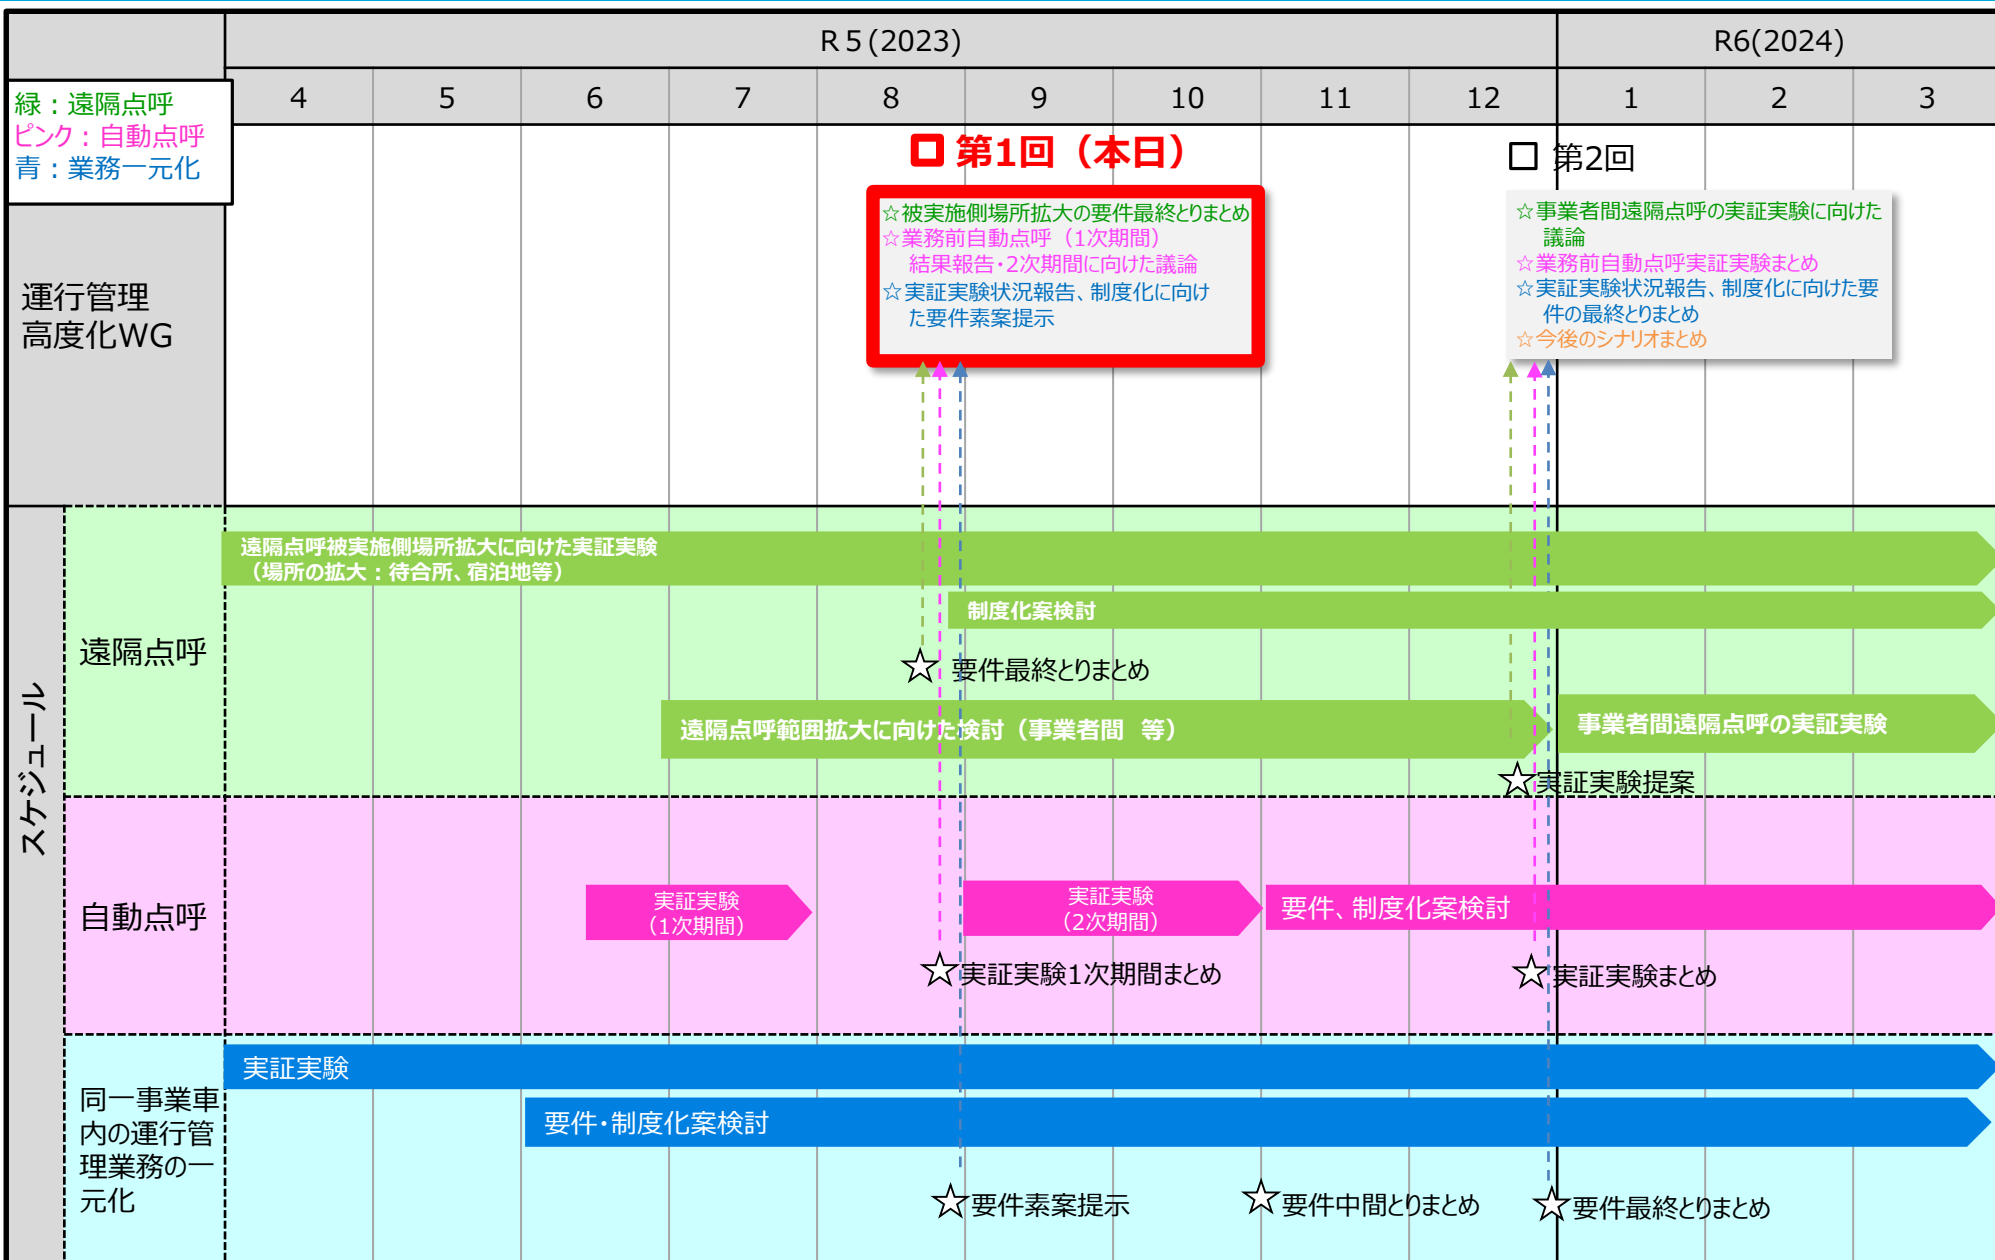 R５(2023)
R6(2024)
4
5
6
7
8
9
10
11
12
1
2
3
緑：遠隔点呼
ピンク：自動点呼
青：業務一元化
運行管理
高度化WG
第1回（本日）
☆被実施側場所拡大の要件最終とりまとめ
☆業務前自動点呼（1次期間）
結果報告・2次期間に向けた議論
☆実証実験状況報告、制度化に向け
た要件素案提示
第2回
☆事業者間遠隔点呼の実証実験に向けた
議論
☆業務前自動点呼実証実験まとめ
☆実証実験状況報告、制度化に向けた要
件の最終とりまとめ
☆今後のシナリオまとめ
スケジュール
遠隔点呼
遠隔点呼被実施側場所拡大に向けた実証実験
（場所の拡大：待合所、宿泊地等）
制度化案検討
☆ 要件最終とりまとめ
遠隔点呼範囲拡大に向けた検討（事業者間　等）
事業者間遠隔点呼の実証実験
☆実証実験提案
自動点呼
実証実験
（1次期間）
実証実験
（2次期間）
要件、制度化案検討
☆実証実験1次期間まとめ
☆実証実験まとめ
同一事業車
内の運行管
理業務の一
元化
実証実験
要件・制度化案検討
☆要件素案提示
☆要件中間とりまとめ
☆要件最終とりまとめ